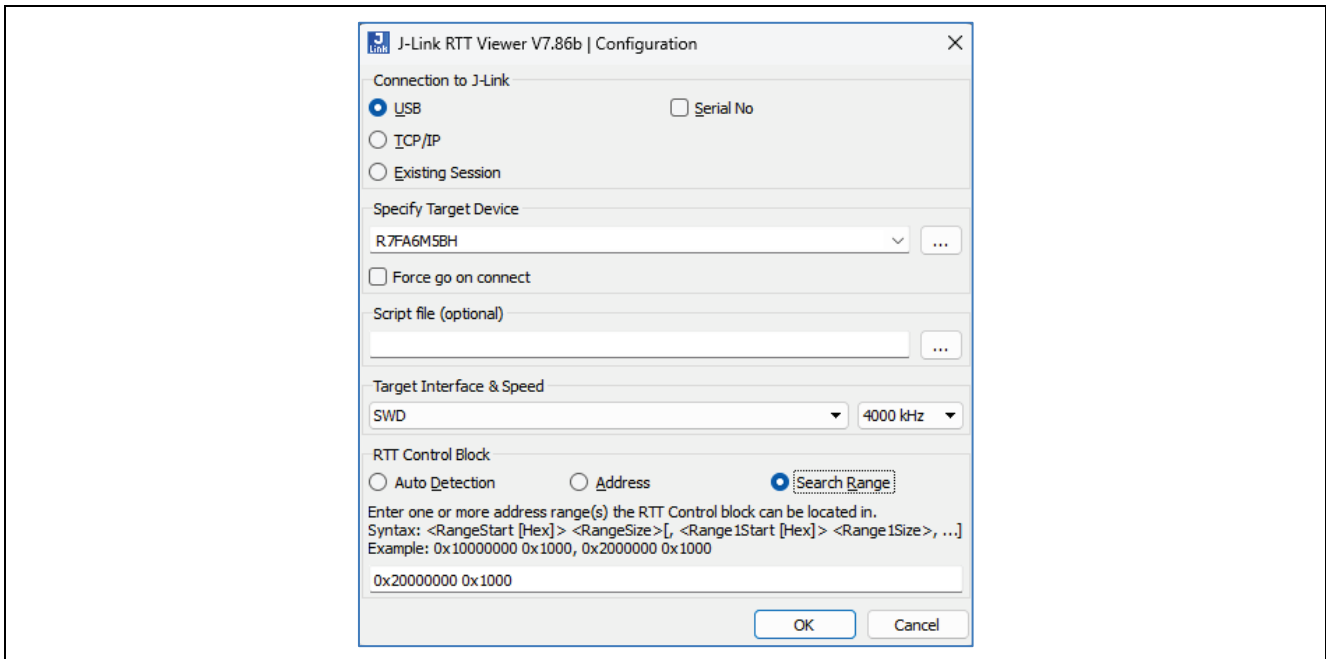 J-Link RTT Viewer V7.86b | Configuration
Connection to J-Link
USB Serial No
TCP/IP
Existing Session
Specify Target Device
R7FA6M5BH ...
Force go on connect
Script file (optional)
...
Target Interface & Speed
SWD 4000 kHz
RTT Control Block
Auto Detection Address Search Range
Enter one or more address range(s) the RTT Control block can be located in.
Syntax: <RangeStart [Hex]> <RangeSize>[, <Range1Start [Hex]> <Range1Size>, ...]
Example: 0x10000000 0x1000, 0x2000000 0x1000
0x20000000 0x1000
OK Cancel